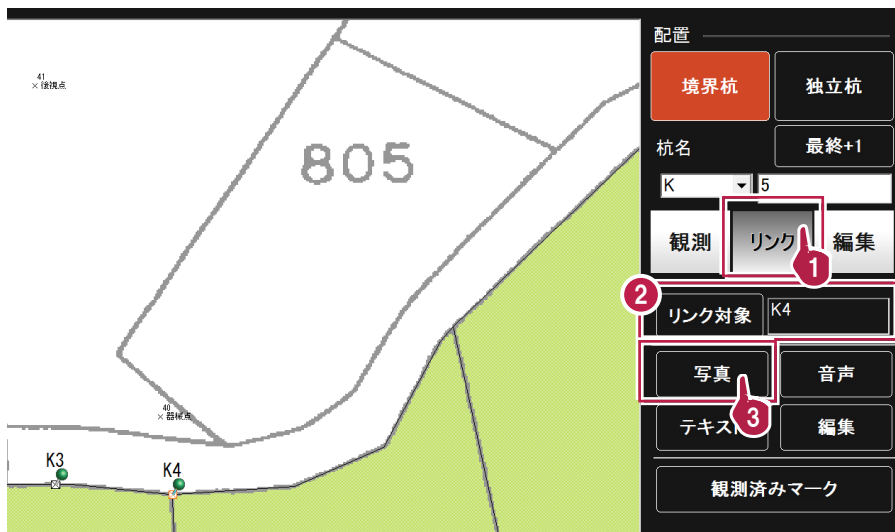 配置
41
×後視点
境界杭
独立杭
805
杭名
最終+1
K
5
観測
リンク
編集
1
2
リンク対象
K4
写真
音声
3
40
×器械点
テキスト
編集
K3
K4
観測済みマーク